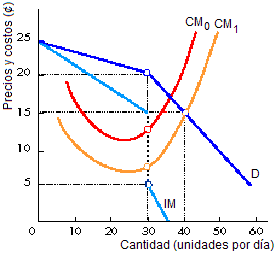 Precios y costos (¢)
CM0 CM1
25
20
15
10
5
D
IM
0 10 20 30 40 50 60
Cantidad (unidades por día)